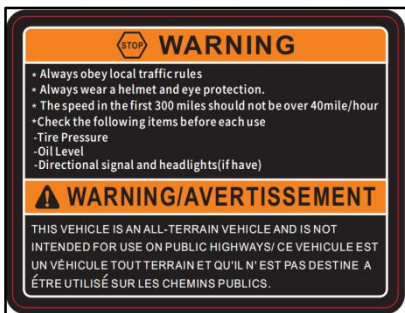 STOP WARNING
* Always obey local traffic rules
* Always wear a helmet and eye protection.
* The speed in the first 300 miles should not be over 40mile/hour
*Check the following items before each use
-Tire Pressure
-Oil Level
-Directional signal and headlights(if have)
WARNING/AVERTISSEMENT
THIS VEHICLE IS AN ALL-TERRAIN VEHICLE AND IS NOT
INTENDED FOR USE ON PUBLIC HIGHWAYS/ CE VEHICULE EST
UN VÉHICULE TOUT TERRAIN ET QU'IL N' EST PAS DESTINE A
ÉTRE UTILISÉ SUR LES CHEMINS PUBLICS.